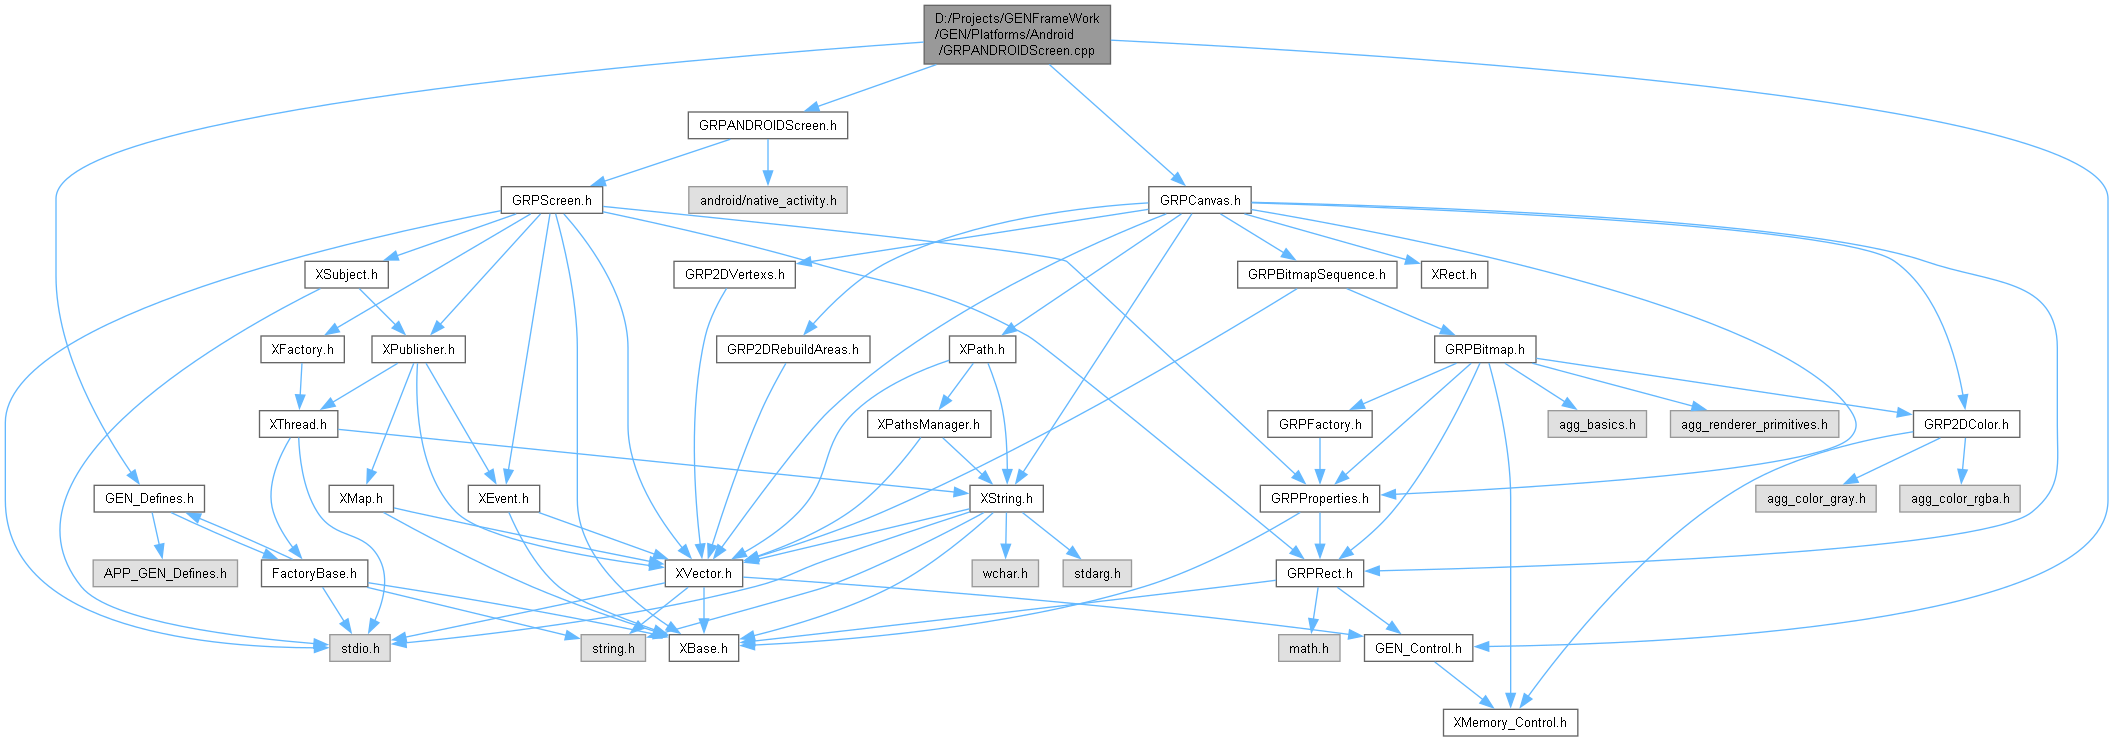 D:/Projects/GENFrameWork
/GEN/Platforms/Android
/GRPANDROIDScreen.cpp
GRPANDROIDScreen.h
GRPScreen.h
android/native_activity.h
GRPCanvas.h
XSubject.h
GRP2DVertexs.h
GRPBitmapSequence.h
XRect.h
XFactory.h
XPublisher.h
GRP2DRebuildAreas.h
XPath.h
GRPBitmap.h
XThread.h
XPathsManager.h
GRPFactory.h
agg_basics.h
agg_renderer_primitives.h
GRP2DColor.h
GEN_Defines.h
XMap.h
XEvent.h
XString.h
GRPProperties.h
agg_color_gray.h
agg_color_rgba.h
APP_GEN_Defines.h
FactoryBase.h
XVector.h
wchar.h
stdarg.h
GRPRect.h
stdio.h
string.h
XBase.h
math.h
GEN_Control.h
XMemory_Control.h